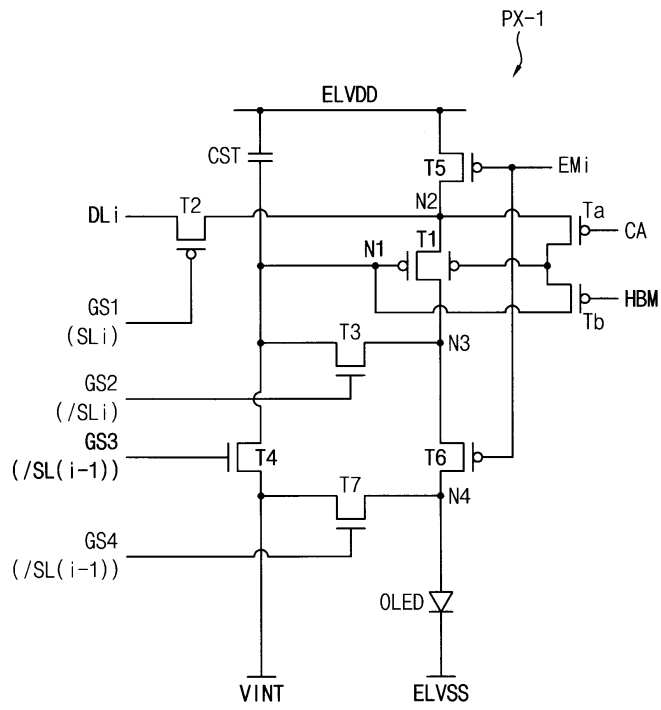 PX-1
ELVDD
CST
T5
EMi
T2
N2
Ta
DLi
T1
CA
N1
HBM
GS1
(SLi)
Tb
T3
N3
GS2
(/SLi)
GS3
(/SL(i-1))
T4
T6
T7
N4
GS4
(/SL(i-1))
OLED
VINT
ELVSS